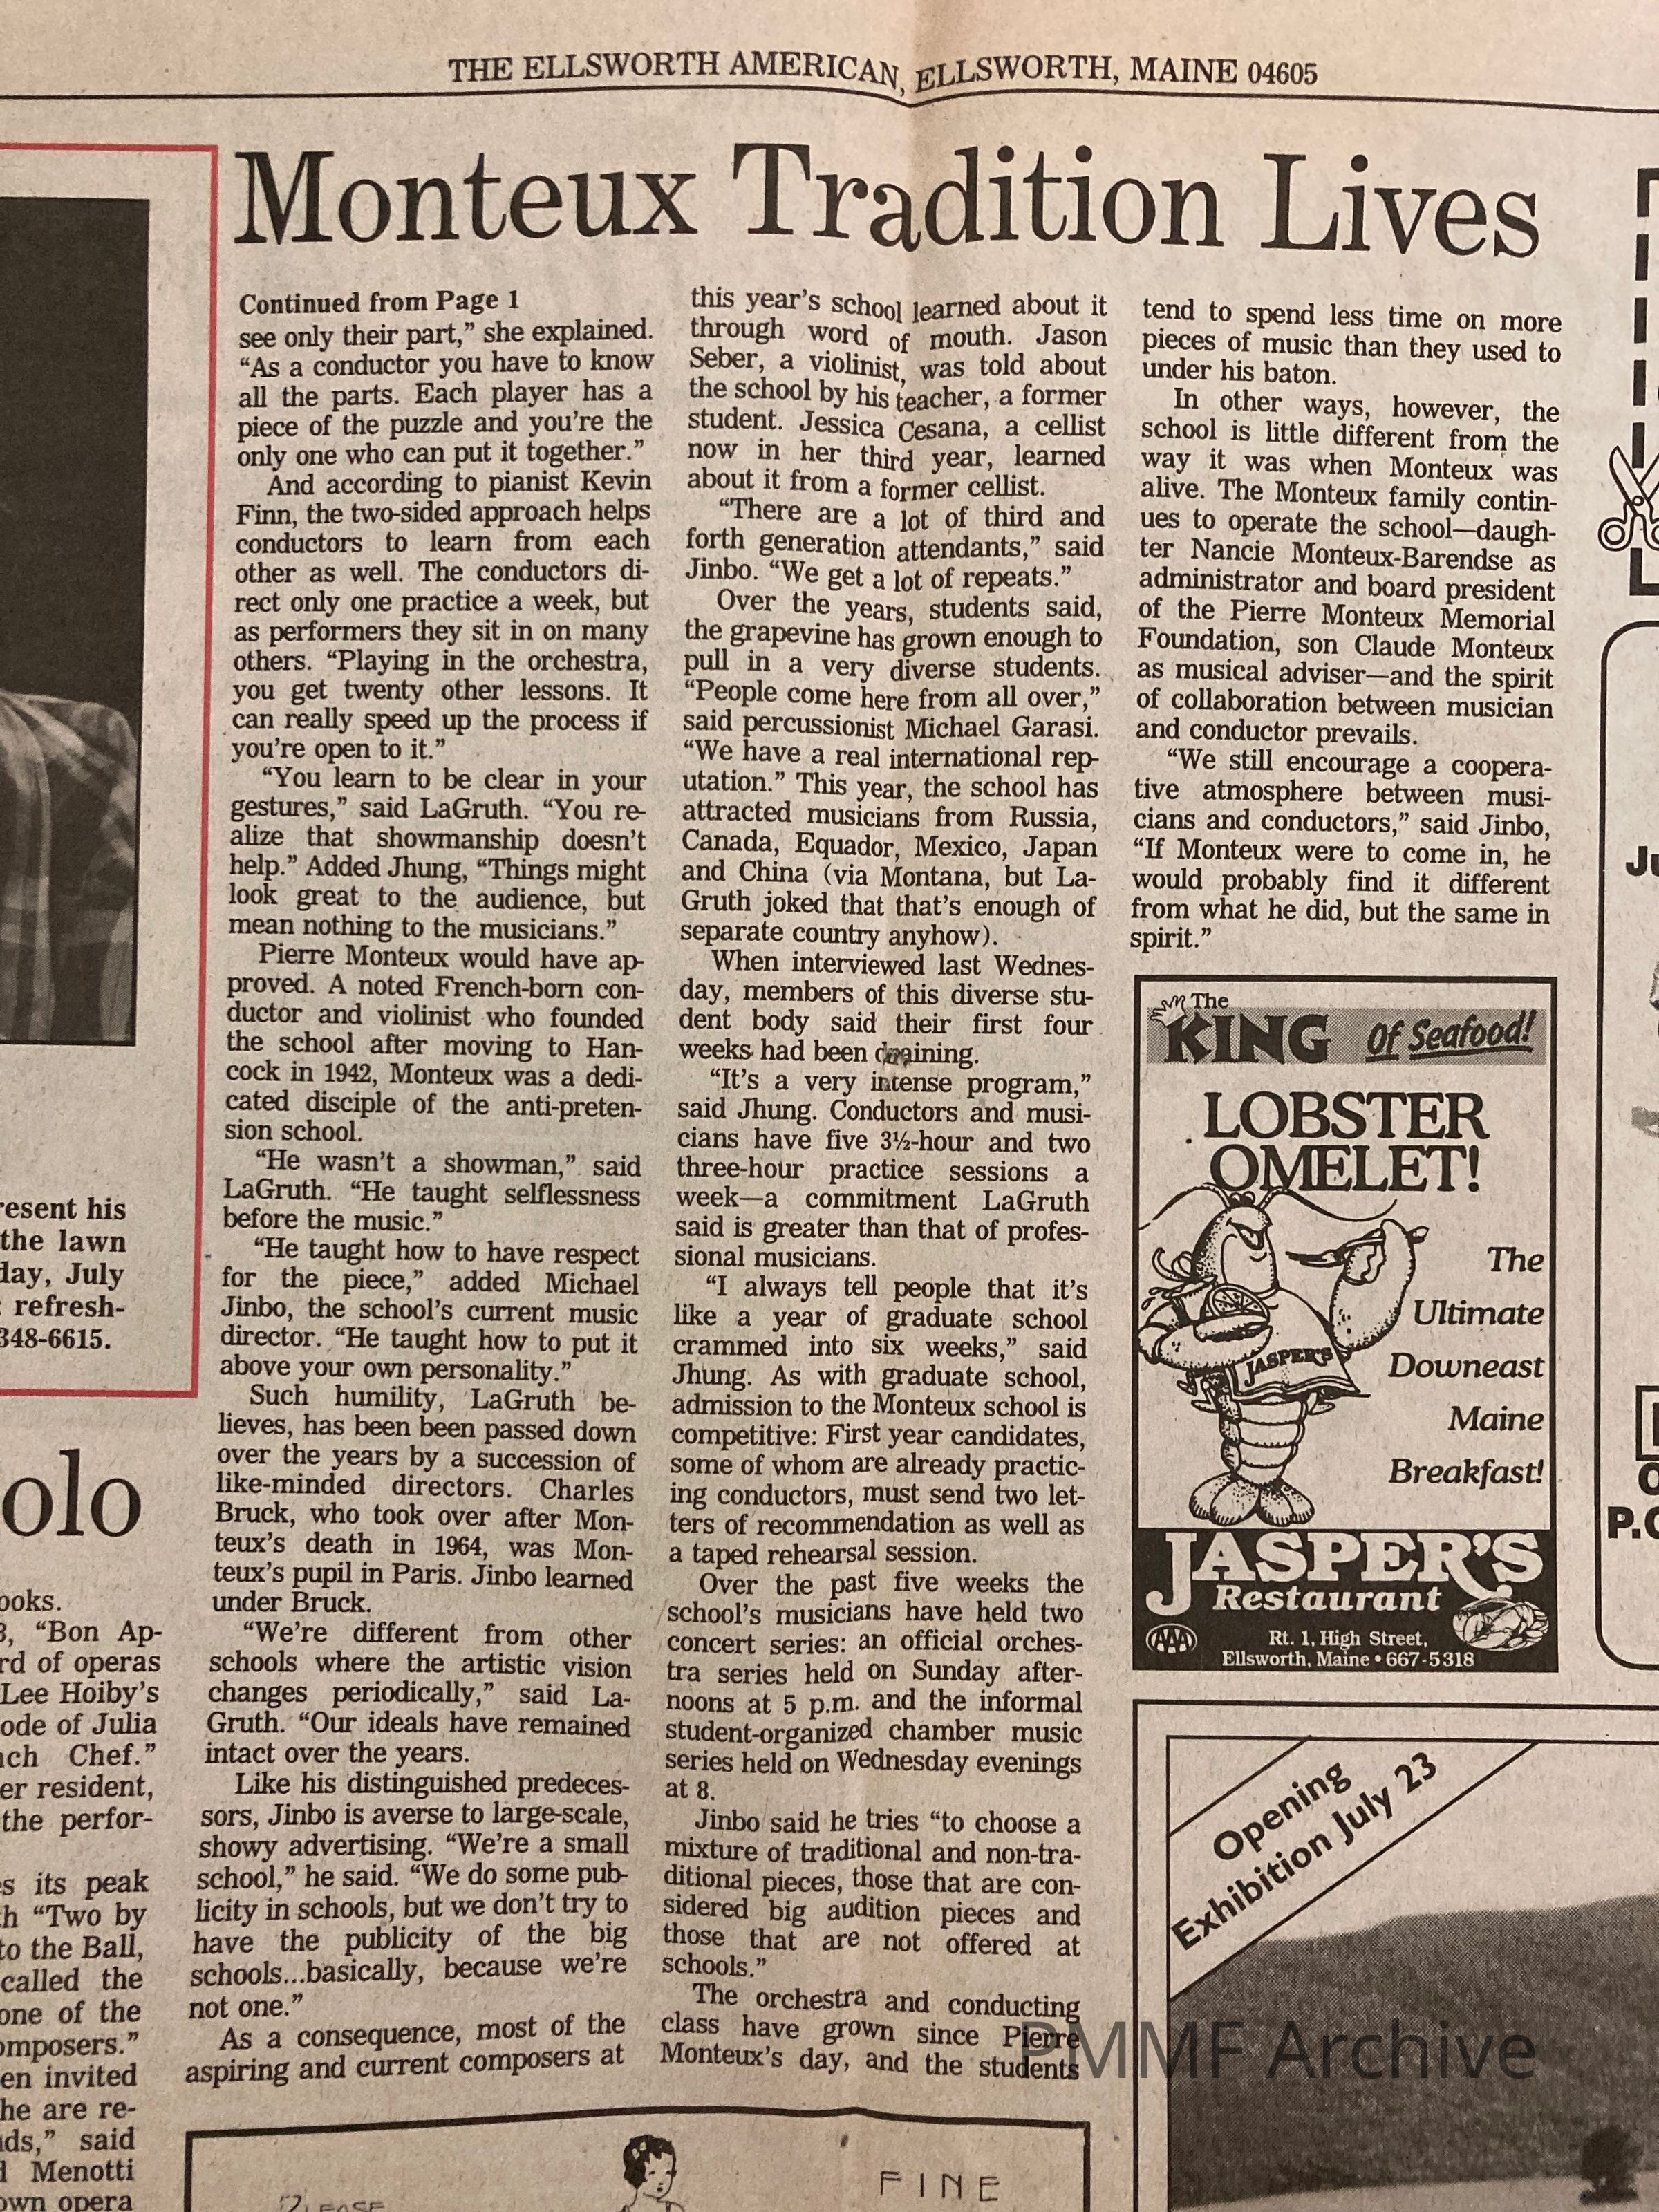 THE ELLSWORTH AMERICAN, ELLSWORTH, MAINE 04605
Monteux Tradition Lives
Continued from Page 1
see only their part,” she explained.
“As a conductor you have to know
all the parts. Each player has a
piece of the puzzle and you’re the
only one who can put it together.”
And according to pianist Kevin
Finn, the two-sided approach helps
conductors to learn from each
other as well. The conductors di-
rect only one practice a week, but
as performers they sit in on many
others. “Playing in the orchestra,
you get twenty other lessons. It
can really speed up the process if
you’re open to it.”
“You learn to be clear in your
gestures,” said LaGruth. “You re-
alize that showmanship doesn’t
help.” Added Jhung, “Things might
look great to the audience, but
mean nothing to the musicians.”
Pierre Monteux would have ap-
proved. A noted French-born con-
ductor and violinist who founded
the school after moving to Han-
cock in 1942, Monteux was a dedi-
cated disciple of the anti-preten-
sion school.
“He wasn’t a showman,” said
LaGruth. “He taught selflessness
before the music.”
“He taught how to have respect
for the piece,” added Michael
Jinbo, the school’s current music
director. “He taught how to put it
above your own personality.”
Such humility, LaGruth be-
lieves, has been been passed down
over the years by a succession of
like-minded directors. Charles
Bruck, who took over after Mon-
teux’s death in 1964, was Mon-
teux’s pupil in Paris. Jinbo learned
under Bruck.
“We’re different from other
schools where the artistic vision
changes periodically,” said La-
Gruth. “Our ideals have remained
intact over the years.
Like his distinguished predeces-
sors, Jinbo is averse to large-scale,
showy advertising. “We’re a small
school,” he said. “We do some pub-
licity in schools, but we don’t try to
have the publicity of the big
schools...basically, because we’re
not one.”
As a consequence, most of the
aspiring and current composers at
this year’s school learned about it
through word of mouth. Jason
Seber, a violinist, was told about
the school by his teacher, a former
student. Jessica Cesana, a cellist
now in her third year, learned
about it from a former cellist.
“There are a lot of third and
forth generation attendants,” said
Jinbo. “We get a lot of repeats.”
Over the years, students said,
the grapevine has grown enough to
pull in a very diverse students.
“People come here from all over,”
said percussionist Michael Garasi.
“We have a real international rep-
utation.” This year, the school has
attracted musicians from Russia,
Canada, Equador, Mexico, Japan
and China (via Montana, but La-
Gruth joked that that’s enough of
separate country anyhow).
When interviewed last Wednes-
day, members of this diverse stu-
dent body said their first four
weeks had been draining.
“It’s a very intense program,”
said Jhung. Conductors and musi-
cians have five 3½-hour and two
three-hour practice sessions a
week—a commitment LaGruth
said is greater than that of profes-
sional musicians.
“I always tell people that it’s
like a year of graduate school
crammed into six weeks,” said
Jhung. As with graduate school,
admission to the Monteux school is
competitive: First year candidates,
some of whom are already practic-
ing conductors, must send two let-
ters of recommendation as well as
a taped rehearsal session.
Over the past five weeks the
school’s musicians have held two
concert series: an official orches-
tra series held on Sunday after-
noons at 5 p.m. and the informal
student-organized chamber music
series held on Wednesday evenings
at 8.
Jinbo said he tries “to choose a
mixture of traditional and non-tra-
ditional pieces, those that are con-
sidered big audition pieces and
those that are not offered at
schools.”
The orchestra and conducting
class have grown since Pierre
Monteux’s day, and the students
tend to spend less time on more
pieces of music than they used to
under his baton.
In other ways, however, the
school is little different from the
way it was when Monteux was
alive. The Monteux family contin-
ues to operate the school—daugh-
ter Nancie Monteux-Barendse as
administrator and board president
of the Pierre Monteux Memorial
Foundation, son Claude Monteux
as musical adviser—and the spirit
of collaboration between musician
and conductor prevails.
“We still encourage a coopera-
tive atmosphere between musi-
cians and conductors,” said Jinbo,
“If Monteux were to come in, he
would probably find it different
from what he did, but the same in
spirit.”
The
KING Of Seafood!
LOBSTER
OMELET!
The
Ultimate
Downeast
Maine
Breakfast!
JASPER'S
JASPER'S
Restaurant
AAA
Rt. 1, High Street,
Ellsworth, Maine • 667-5318
Opening
Exhibition July 23
PMMF Archive
resent his
the lawn
day, July
refresh-
348-6615.
olo
ooks.
3, “Bon Ap-
rd of operas
Lee Hoiby’s
ode of Julia
ch Chef.”
er resident,
the perfor-
s its peak
h “Two by
to the Ball,
called the
one of the
omposers.”
en invited
he are re-
ds,” said
Menotti
own opera
PLEASE
FINE
Ju
P.O